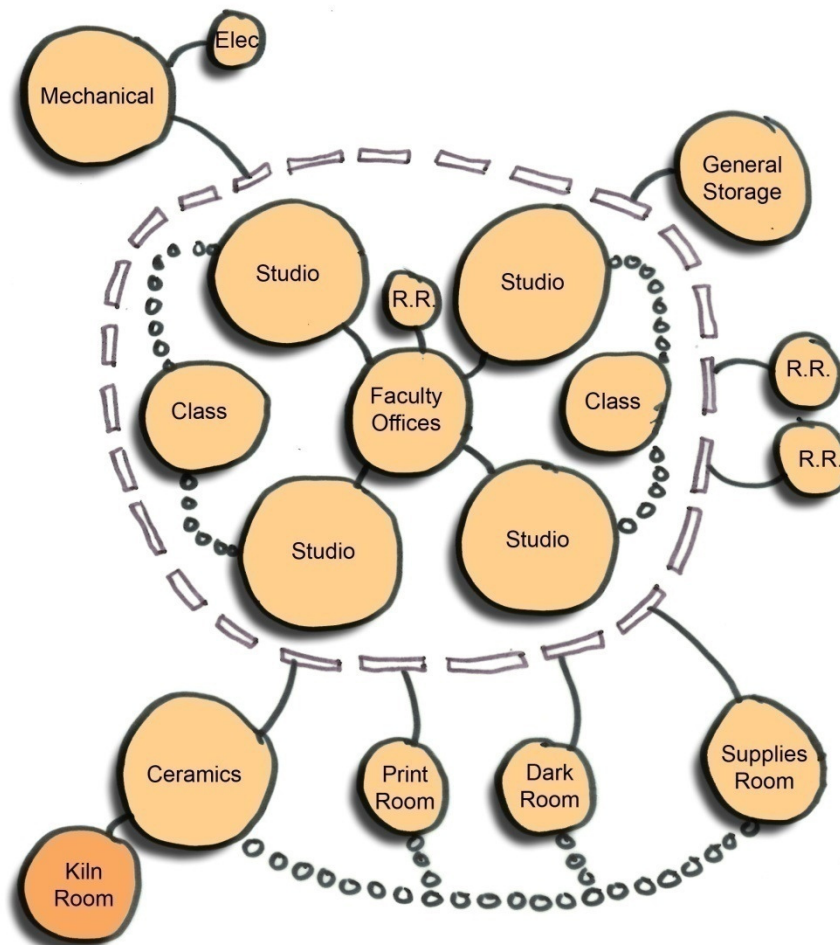 Elec
Mechanical
General
Storage
Studio
Studio
R.R.
R.R.
Faculty
Offices
Class
Class
R.R.
Studio
Studio
Ceramics
Print
Room
Dark
Room
Supplies
Room
Kiln
Room